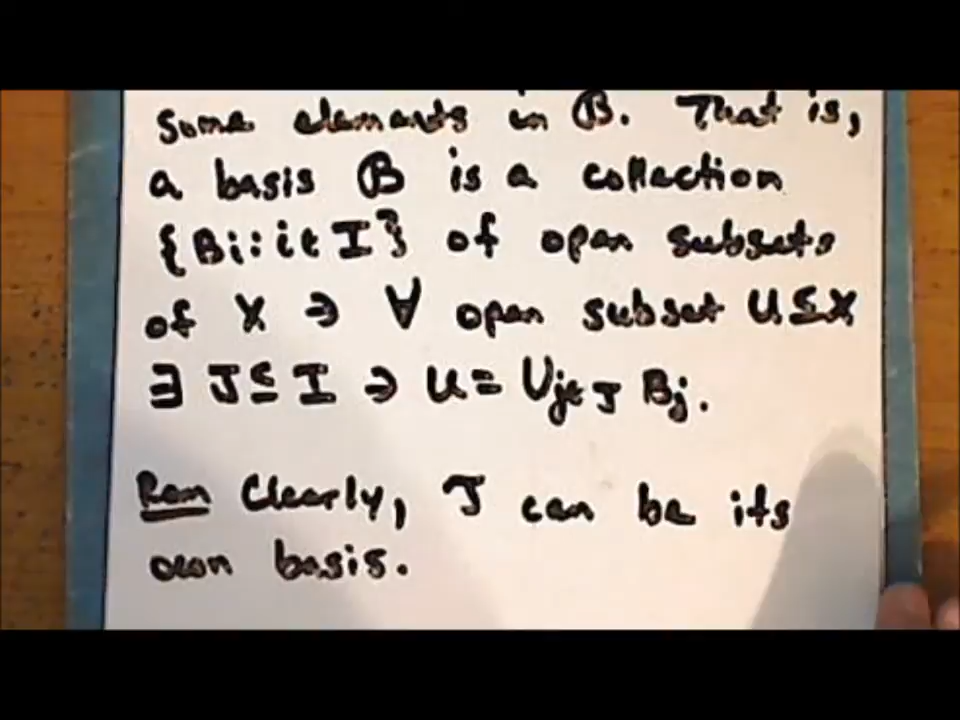 some elements in 𝓑. That is,
a basis 𝓑 is a collection
{Bi : i ∈ I} of open subsets
of X ∋ ∀ open subset U ⊆ X
∃ J ⊆ I ∋ U = ∪j∈J Bj.
Rem Clearly, 𝒯 can be its
own basis.